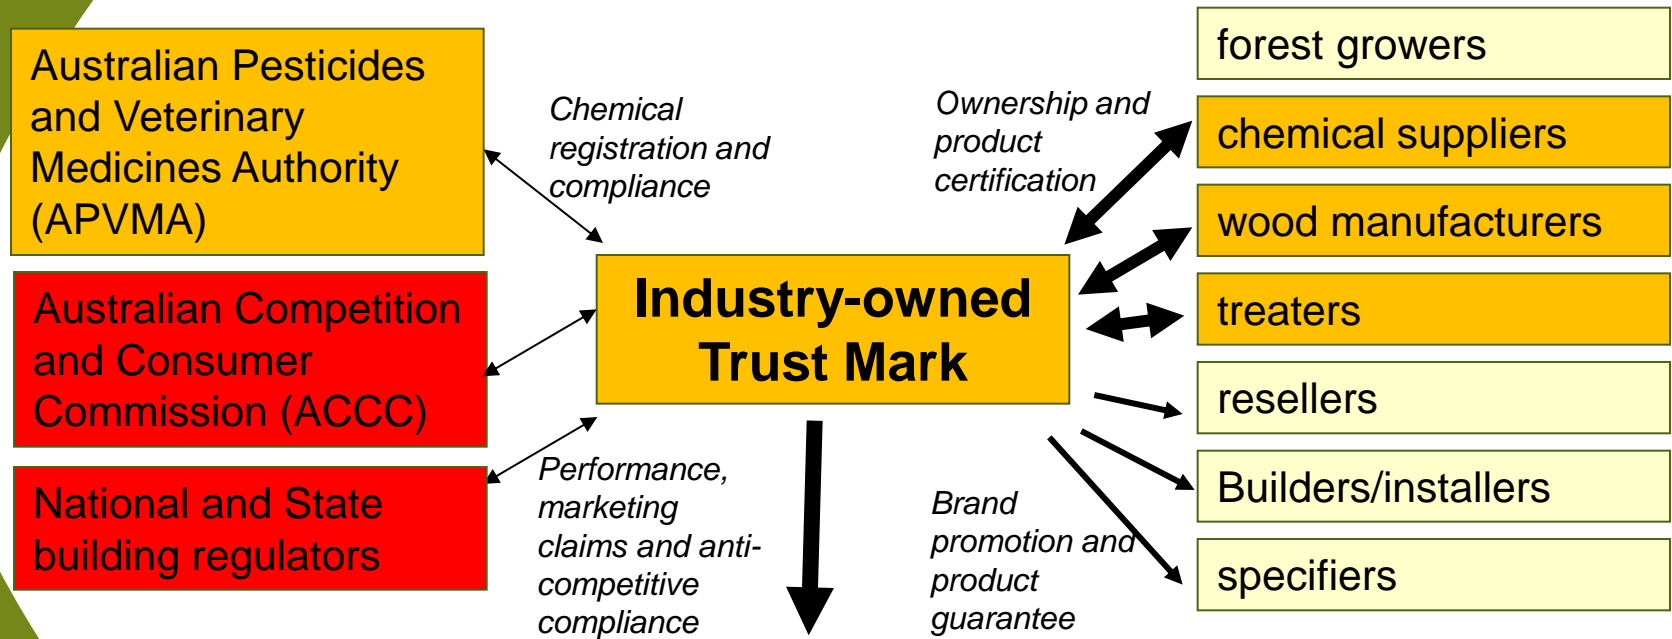 Australian Pesticides
and Veterinary
Medicines Authority
(APVMA)
Australian Competition
and Consumer
Commission (ACCC)
National and State
building regulators
Chemical
registration and
compliance
Industry-owned
Trust Mark
Performance,
marketing
claims and anti-
competitive
compliance
Ownership and
product
certification
Brand
promotion and
product
guarantee
forest growers
chemical suppliers
wood manufacturers
treaters
resellers
Builders/installers
specifiers